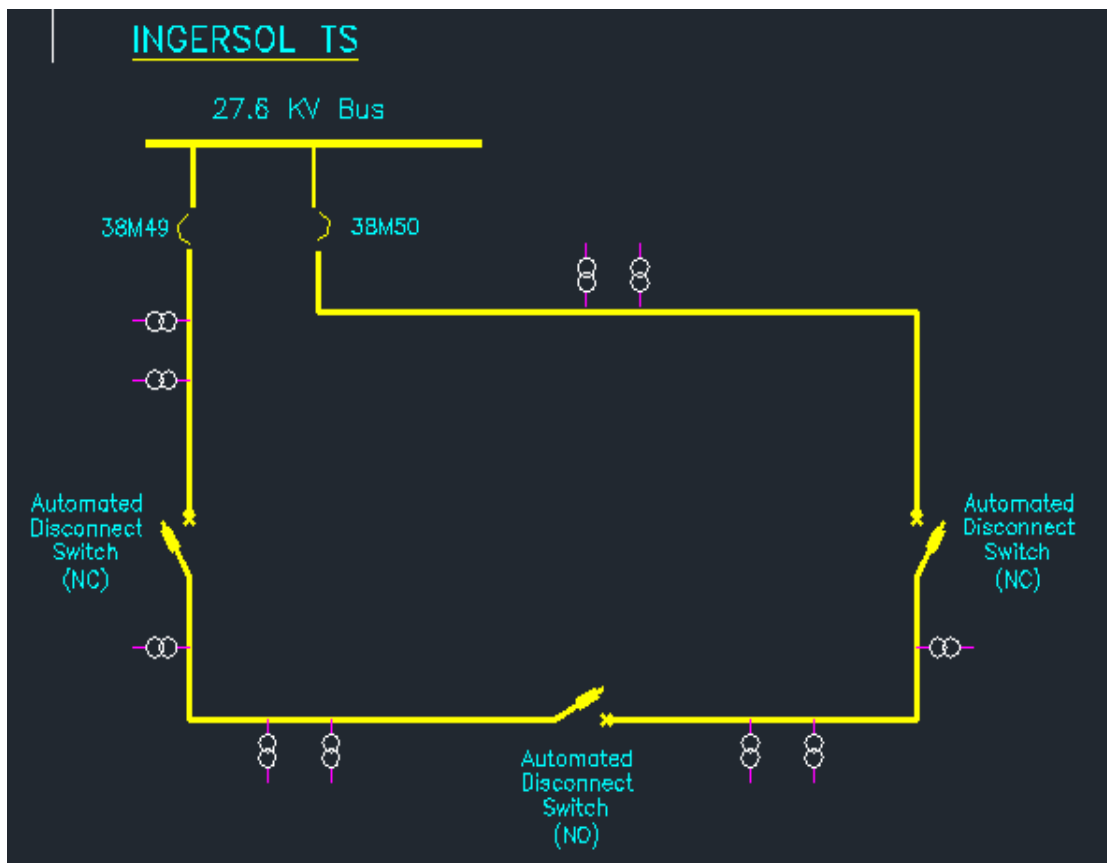 INGERSOL TS
27.6 KV Bus
38M49
38M50
Automated
Disconnect
Switch
(NC)
Automated
Disconnect
Switch
(NC)
Automated
Disconnect
Switch
(NO)